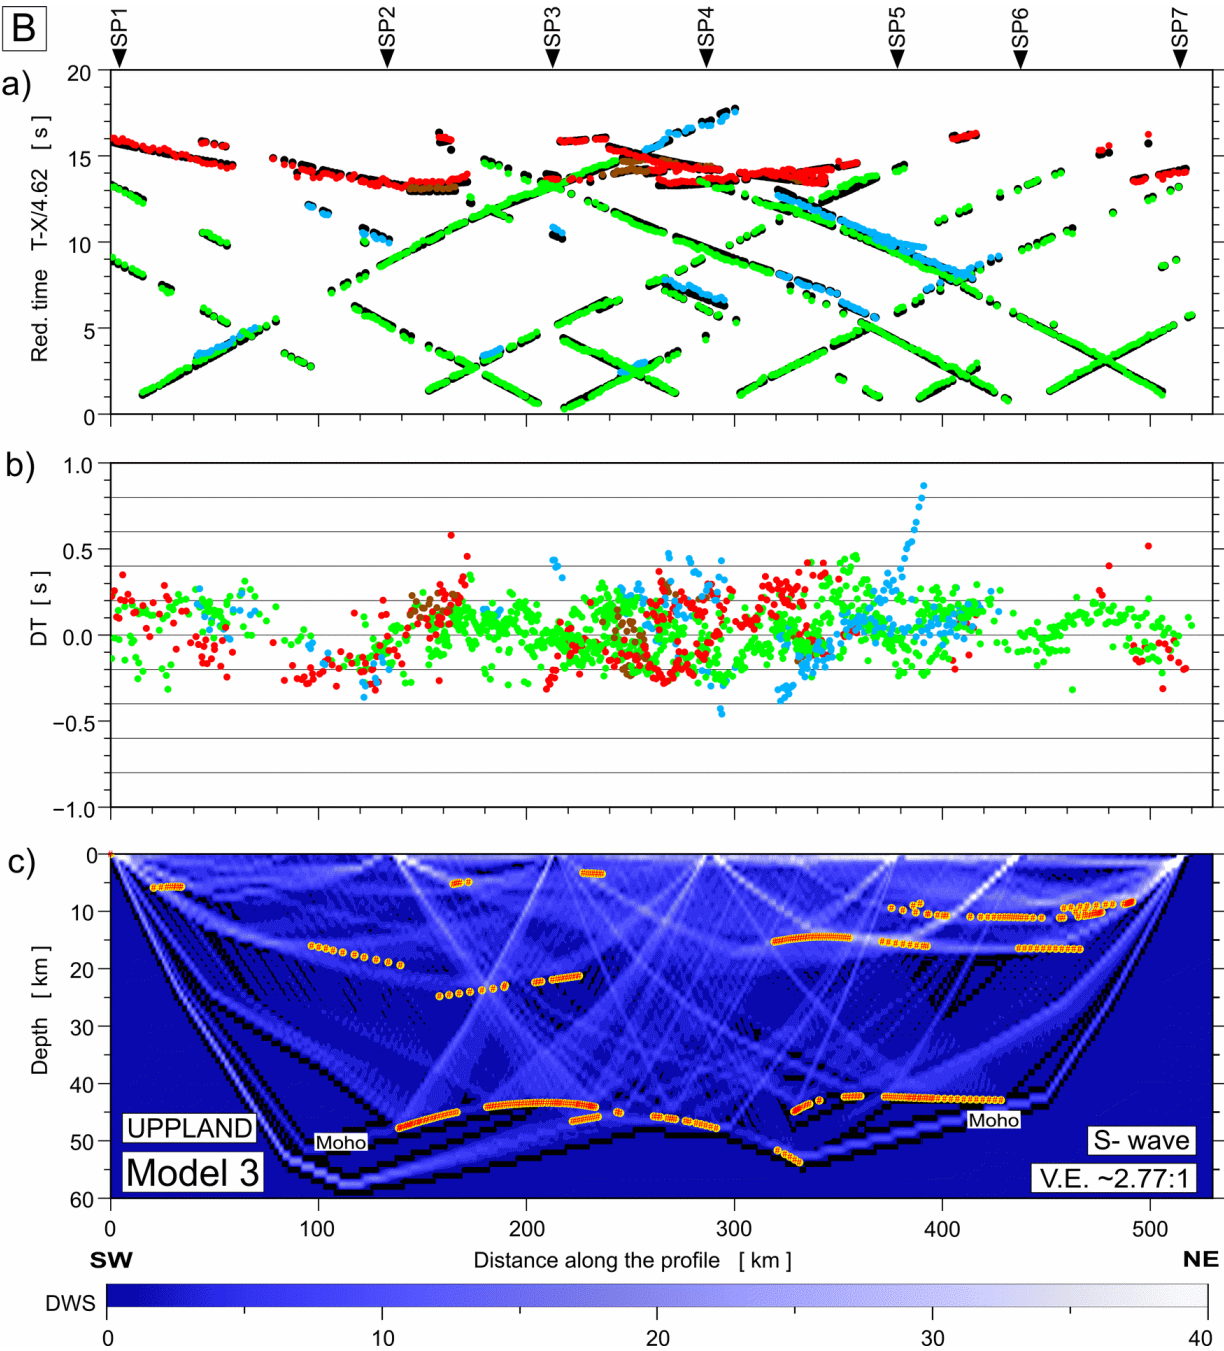 B
SP1 SP2 SP3 SP4 SP5 SP6 SP7
a)
Red. time T-X/4.62 [ s ]
20
15
10
5
0
b)
DT [ s ]
1.0
0.5
0.0
−0.5
−1.0
c)
Depth [ km ]
0
10
20
30
40
50
60
UPPLAND
Model 3
Moho
Moho
S- wave
V.E. ~2.77:1
0 100 200 300 400 500
SW Distance along the profile [ km ] NE
DWS
0 10 20 30 40